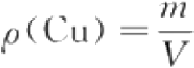 ρ(Cu) = m/V